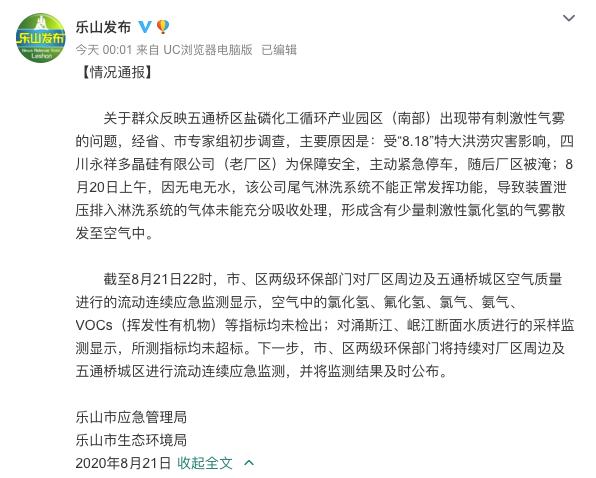 乐山发布
乐山发布
Leshan
今天 00:01 来自 UC浏览器电脑版 已编辑
【情况通报】
关于群众反映五通桥区盐磷化工循环产业园区（南部）出现带有刺激性气雾
的问题，经省、市专家组初步调查，主要原因是：受“8.18”特大洪涝灾害影响，四
川永祥多晶硅有限公司（老厂区）为保障安全，主动紧急停车，随后厂区被淹；8
月20日上午，因无电无水，该公司尾气淋洗系统不能正常发挥功能，导致装置泄
压排入淋洗系统的气体未能充分吸收处理，形成含有少量刺激性氯化氢的气雾散
发至空气中。
截至8月21日22时，市、区两级环保部门对厂区周边及五通桥城区空气质量
进行的流动连续应急监测显示，空气中的氯化氢、氟化氢、氯气、氨气、
VOCs（挥发性有机物）等指标均未检出；对涌斯江、岷江断面水质进行的采样监
测显示，所测指标均未超标。下一步，市、区两级环保部门将持续对厂区周边及
五通桥城区进行流动连续应急监测，并将监测结果及时公布。
乐山市应急管理局
乐山市生态环境局
2020年8月21日 收起全文